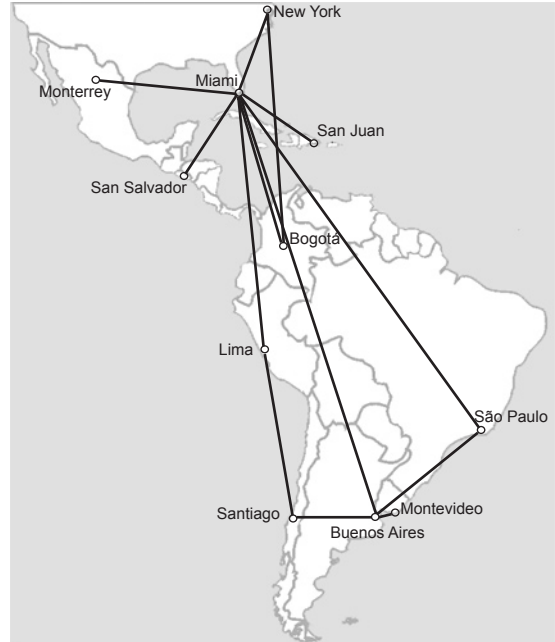 New York
Miami
Monterrey
San Juan
San Salvador
Bogotá
Lima
São Paulo
Montevideo
Santiago
Buenos Aires